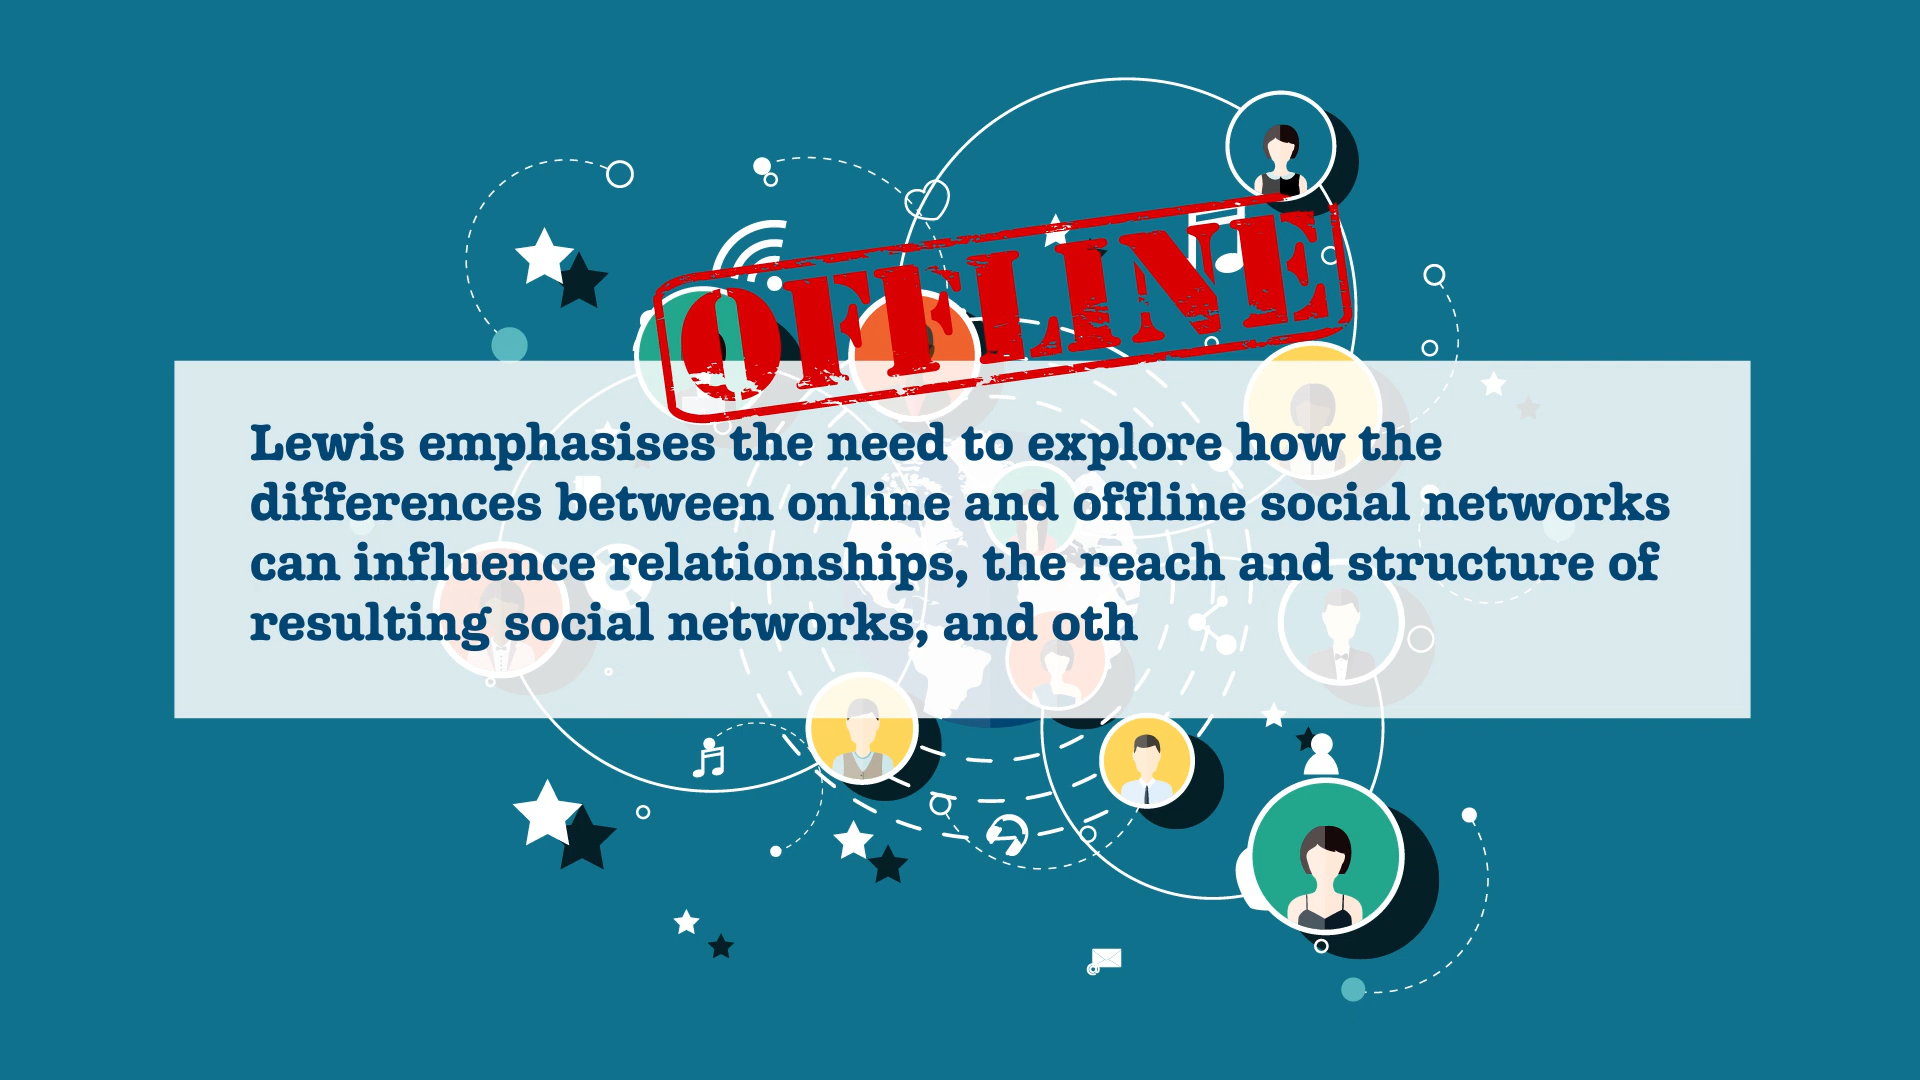 OFFLINE
Lewis emphasises the need to explore how the
differences between online and offline social networks
can influence relationships, the reach and structure of
resulting social networks, and oth